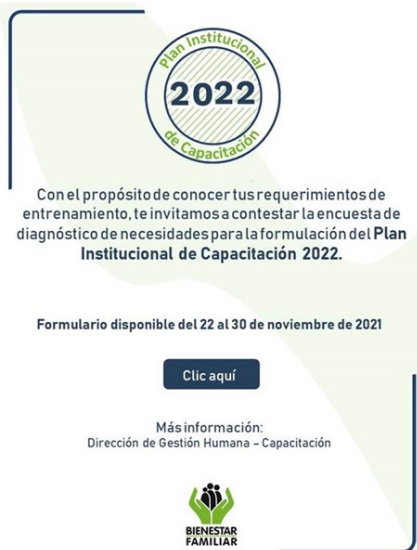 Plan Institucional
2022
de Capacitación
Con el propósito de conocer tus requerimientos de
entrenamiento, te invitamos a contestar la encuesta de
diagnóstico de necesidades para la formulación del Plan
Institucional de Capacitación 2022.
Formulario disponible del 22 al 30 de noviembre de 2021
Clic aquí
Más información:
Dirección de Gestión Humana – Capacitación
BIENESTAR
FAMILIAR